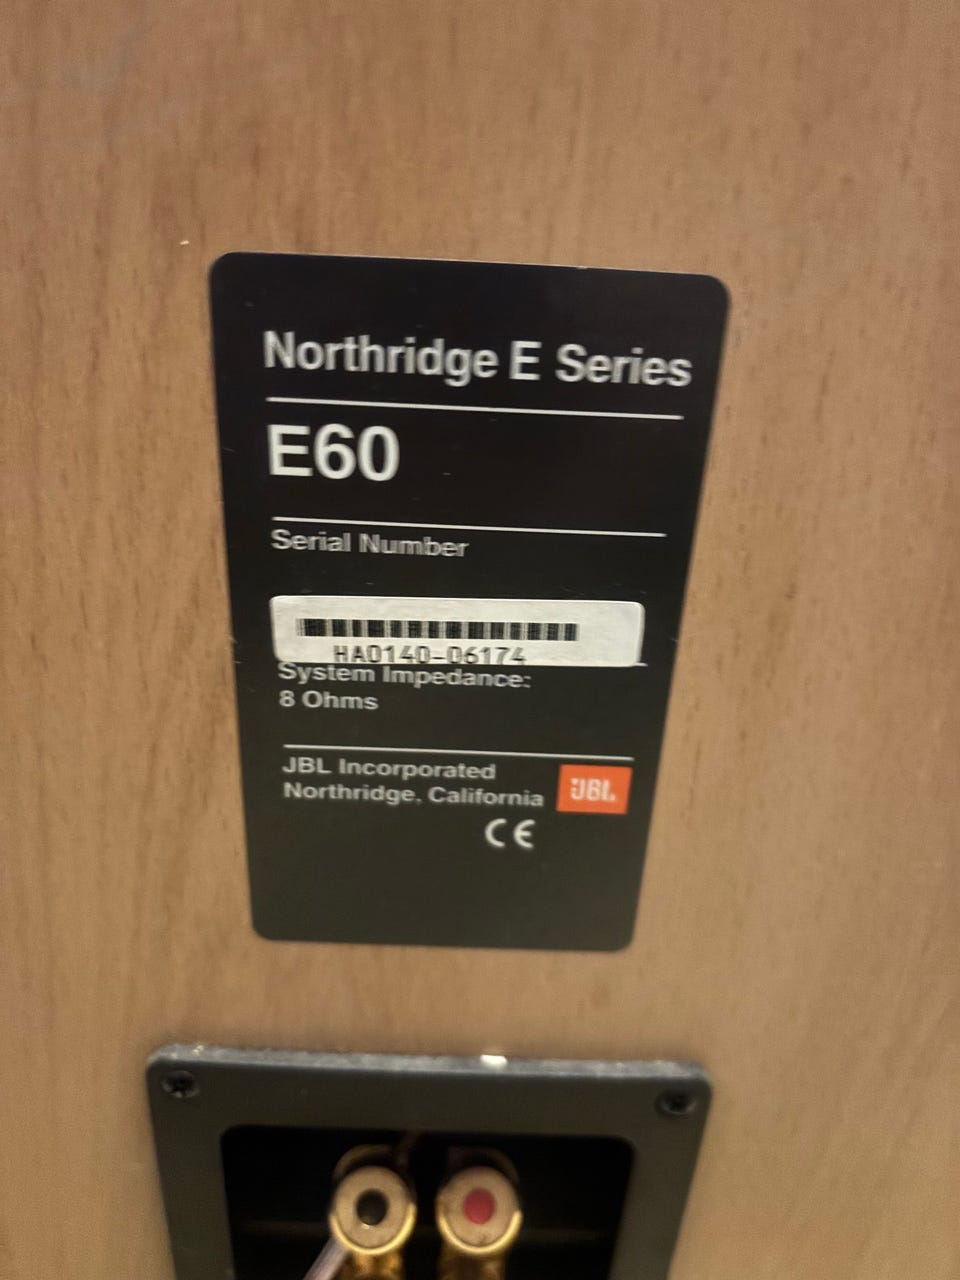 Northridge E Series
E60
Serial Number
HA0140-06174
System Impedance:
8 Ohms
JBL Incorporated
Northridge, California
JBL
CE